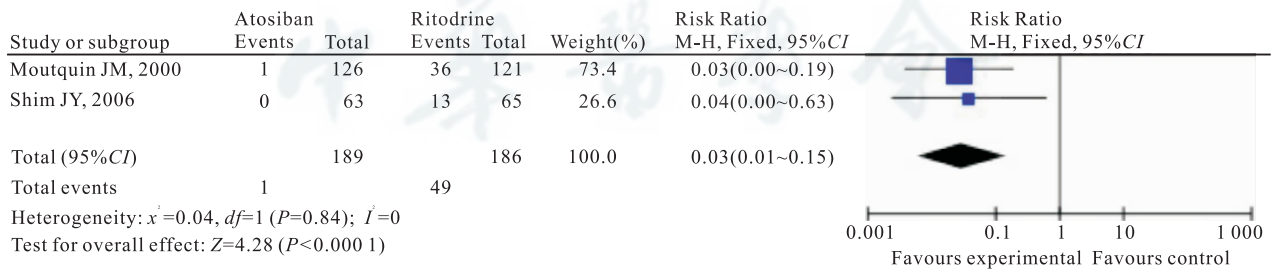 Atosiban Ritodrine Risk Ratio Risk Ratio
Study or subgroup Events Total Events Total Weight(%) M-H, Fixed, 95%CI M-H, Fixed, 95%CI
Moutquin JM, 2000 1 126 36 121 73.4 0.03(0.00~0.19)
Shim JY, 2006 0 63 13 65 26.6 0.04(0.00~0.63)
Total (95%CI) 189 186 100.0 0.03(0.01~0.15)
Total events 1 49
Heterogeneity: x²=0.04, df=1 (P=0.84); I²=0
Test for overall effect: Z=4.28 (P<0.000 1)
0.001 0.1 1 10 1 000
Favours experimental Favours control